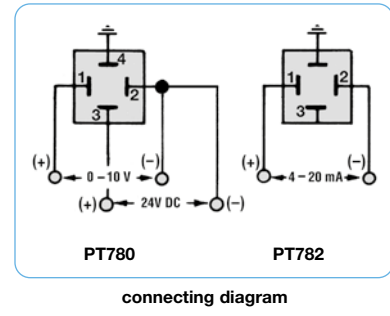 4
1
2
3
(+)
(−)
0 – 10 V
(+)
24V DC
(−)
PT780
1
2
3
(+)
(−)
4 – 20 mA
PT782
connecting diagram